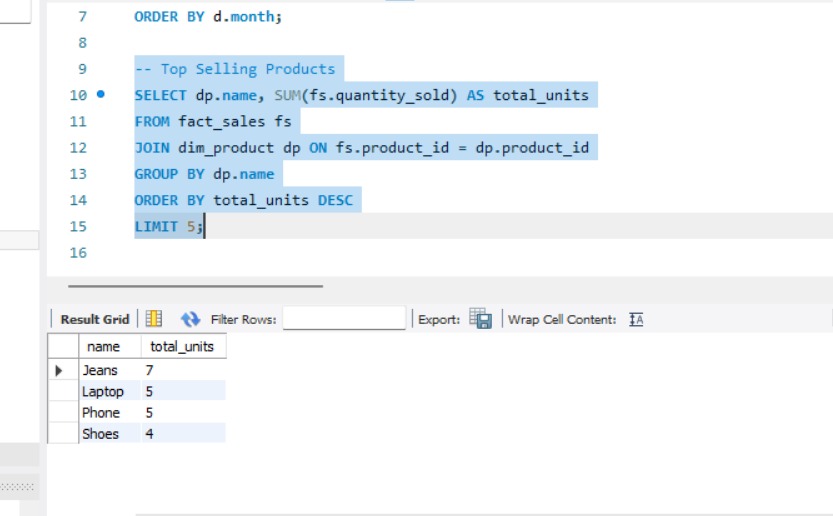 7 ORDER BY d.month;
8
9 -- Top Selling Products
10 SELECT dp.name, SUM(fs.quantity_sold) AS total_units
11 FROM fact_sales fs
12 JOIN dim_product dp ON fs.product_id = dp.product_id
13 GROUP BY dp.name
14 ORDER BY total_units DESC
15 LIMIT 5;
16
Result Grid Filter Rows: Export: Wrap Cell Content: IA
name total_units
Jeans 7
Laptop 5
Phone 5
Shoes 4